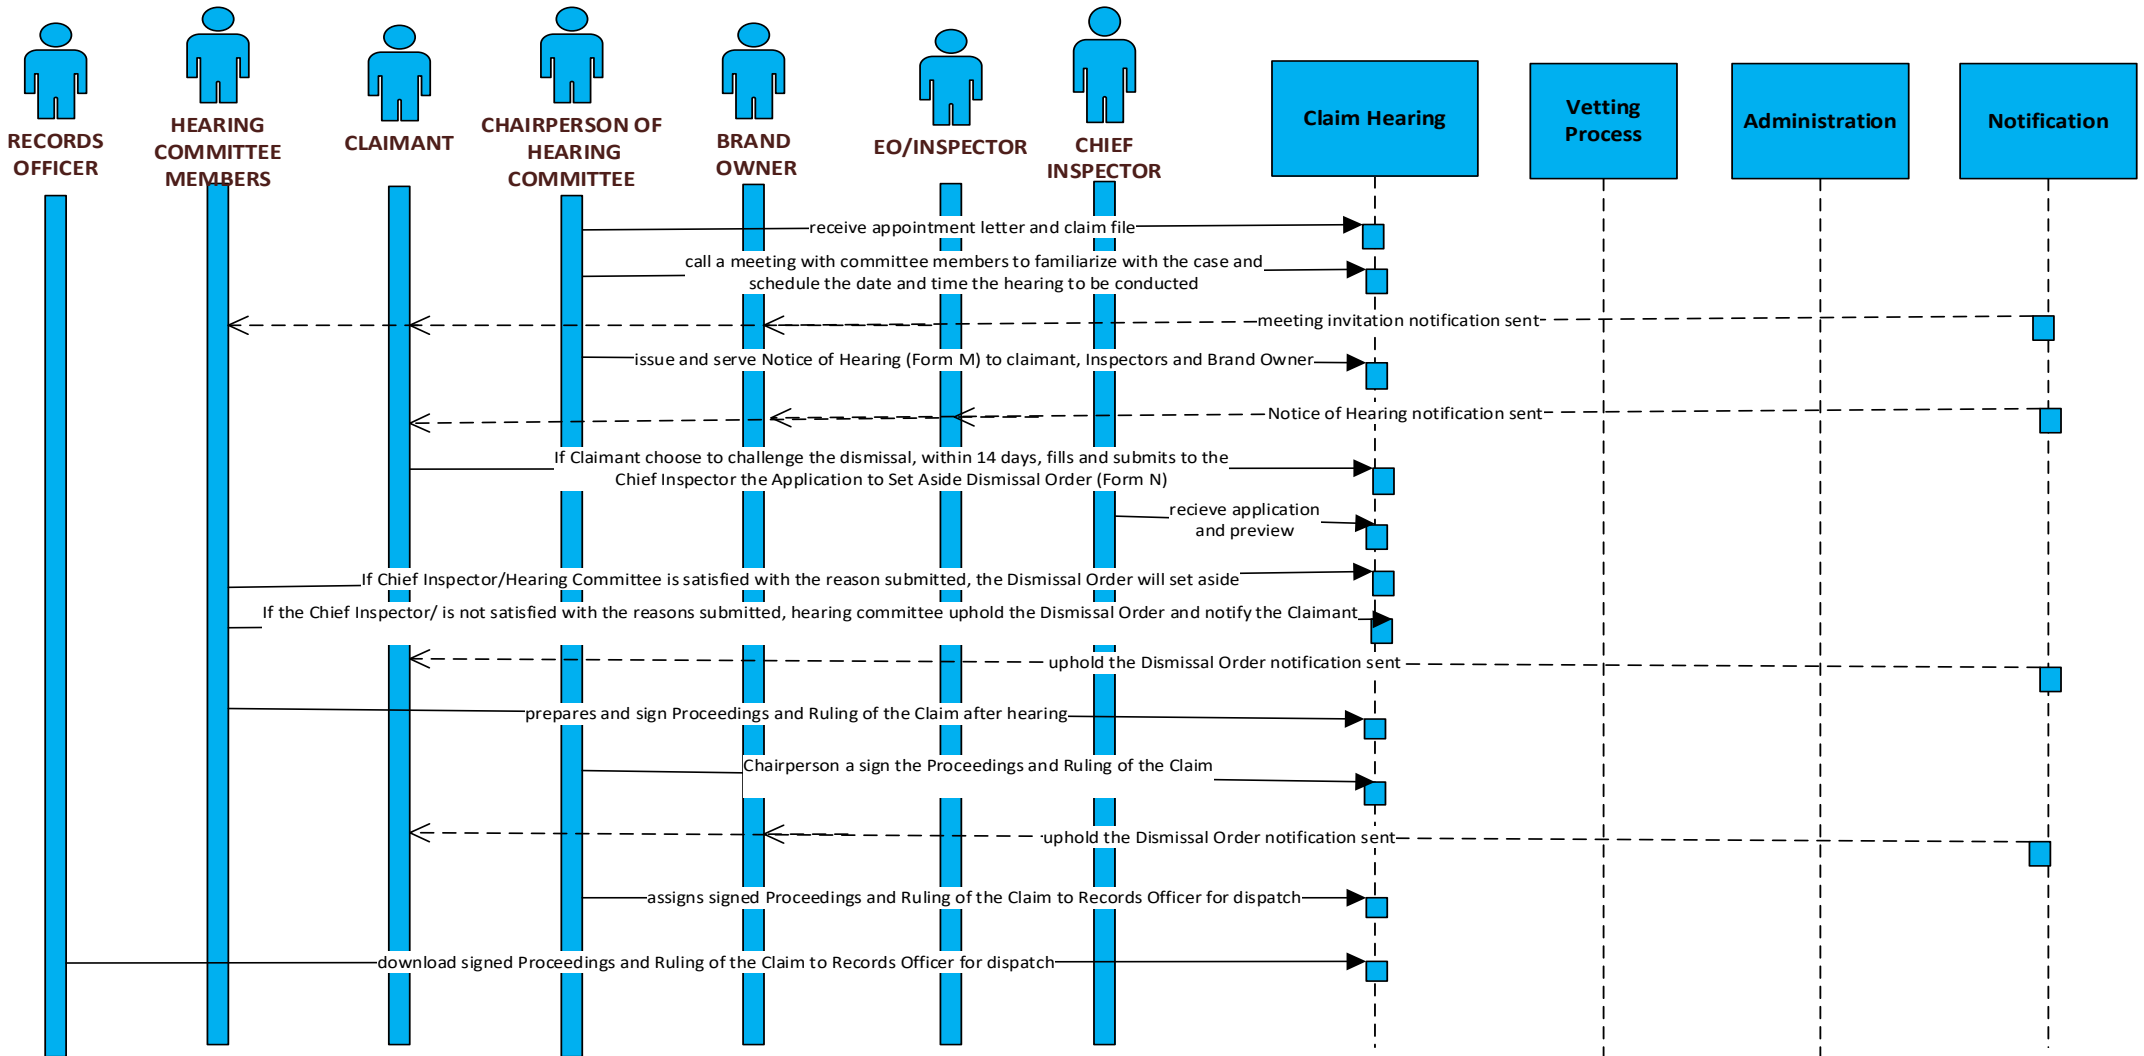 RECORDS
OFFICER
HEARING
COMMITTEE
MEMBERS
CLAIMANT
CHAIRPERSON OF
HEARING
COMMITTEE
BRAND
OWNER
EO/INSPECTOR
CHIEF
INSPECTOR
Claim Hearing
Vetting
Process
Administration
Notification
receive appointment letter and claim file
call a meeting with committee members to familiarize with the case and
schedule the date and time the hearing to be conducted
meeting invitation notification sent
issue and serve Notice of Hearing (Form M) to claimant, Inspectors and Brand Owner
Notice of Hearing notification sent
If Claimant choose to challenge the dismissal, within 14 days, fills and submits to the
Chief Inspector the Application to Set Aside Dismissal Order (Form N)
recieve application
and preview
If Chief Inspector/Hearing Committee is satisfied with the reason submitted, the Dismissal Order will set aside
If the Chief Inspector/ is not satisfied with the reasons submitted, hearing committee uphold the Dismissal Order and notify the Claimant
uphold the Dismissal Order notification sent
prepares and sign Proceedings and Ruling of the Claim after hearing
Chairperson a sign the Proceedings and Ruling of the Claim
uphold the Dismissal Order notification sent
assigns signed Proceedings and Ruling of the Claim to Records Officer for dispatch
download signed Proceedings and Ruling of the Claim to Records Officer for dispatch